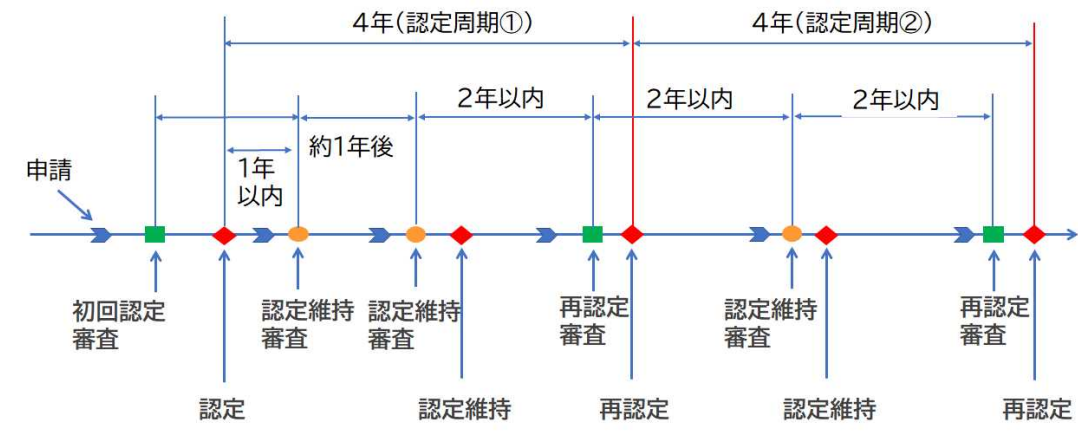 4年(認定周期①)
4年(認定周期②)
2年以内
2年以内
2年以内
約1年後
1年
以内
申請
初回認定
審査
認定維持
審査
認定維持
審査
再認定
審査
認定維持
審査
再認定
審査
認定
認定維持
再認定
認定維持
再認定